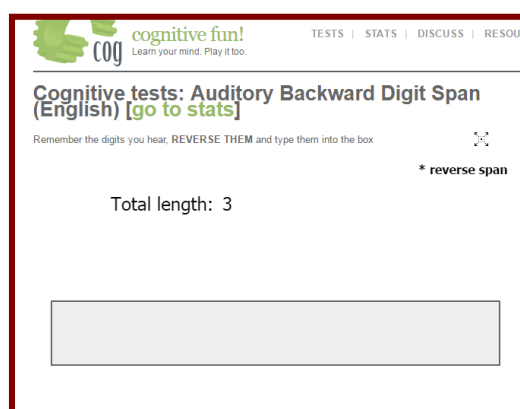 cog
cognitive fun!
Learn your mind. Play it too.
TESTS | STATS | DISCUSS |
Cognitive tests: Auditory Backward Digit Span
(English) [go to stats]
Remember the digits you hear, REVERSE THEM and type them into the box
* reverse span
Total length: 3